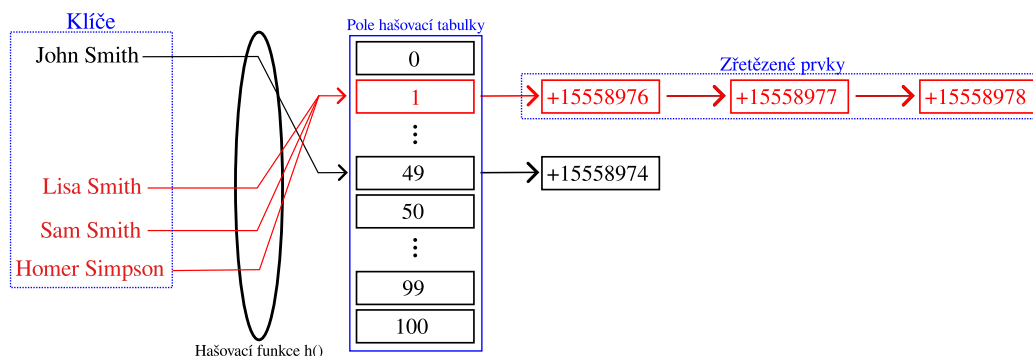 Klíče
John Smith
Lisa Smith
Sam Smith
Homer Simpson
Hašovací funkce h()
Pole hašovací tabulky
0
1
⋮
49
50
⋮
99
100
Zřetězené prvky
+15558976
+15558977
+15558978
+15558974